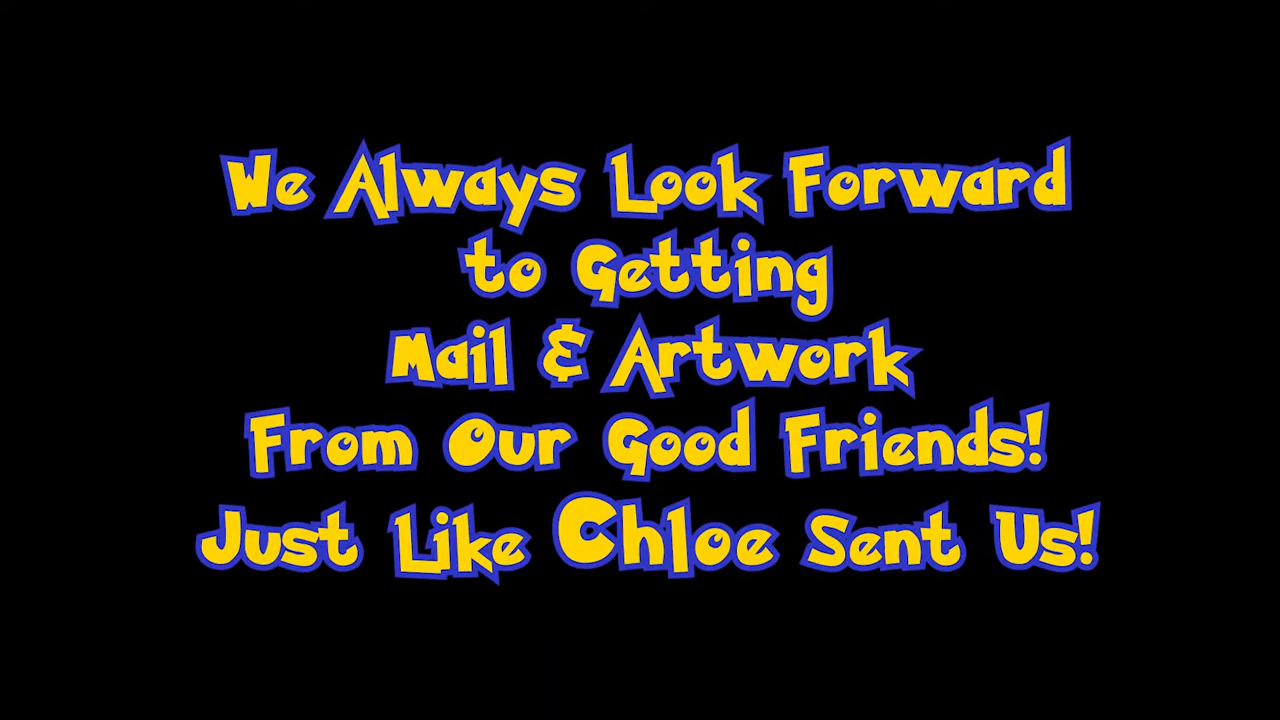 We Always Look Forward
to Getting
Mail & Artwork
From Our Good Friends!
Just Like Chloe Sent Us!